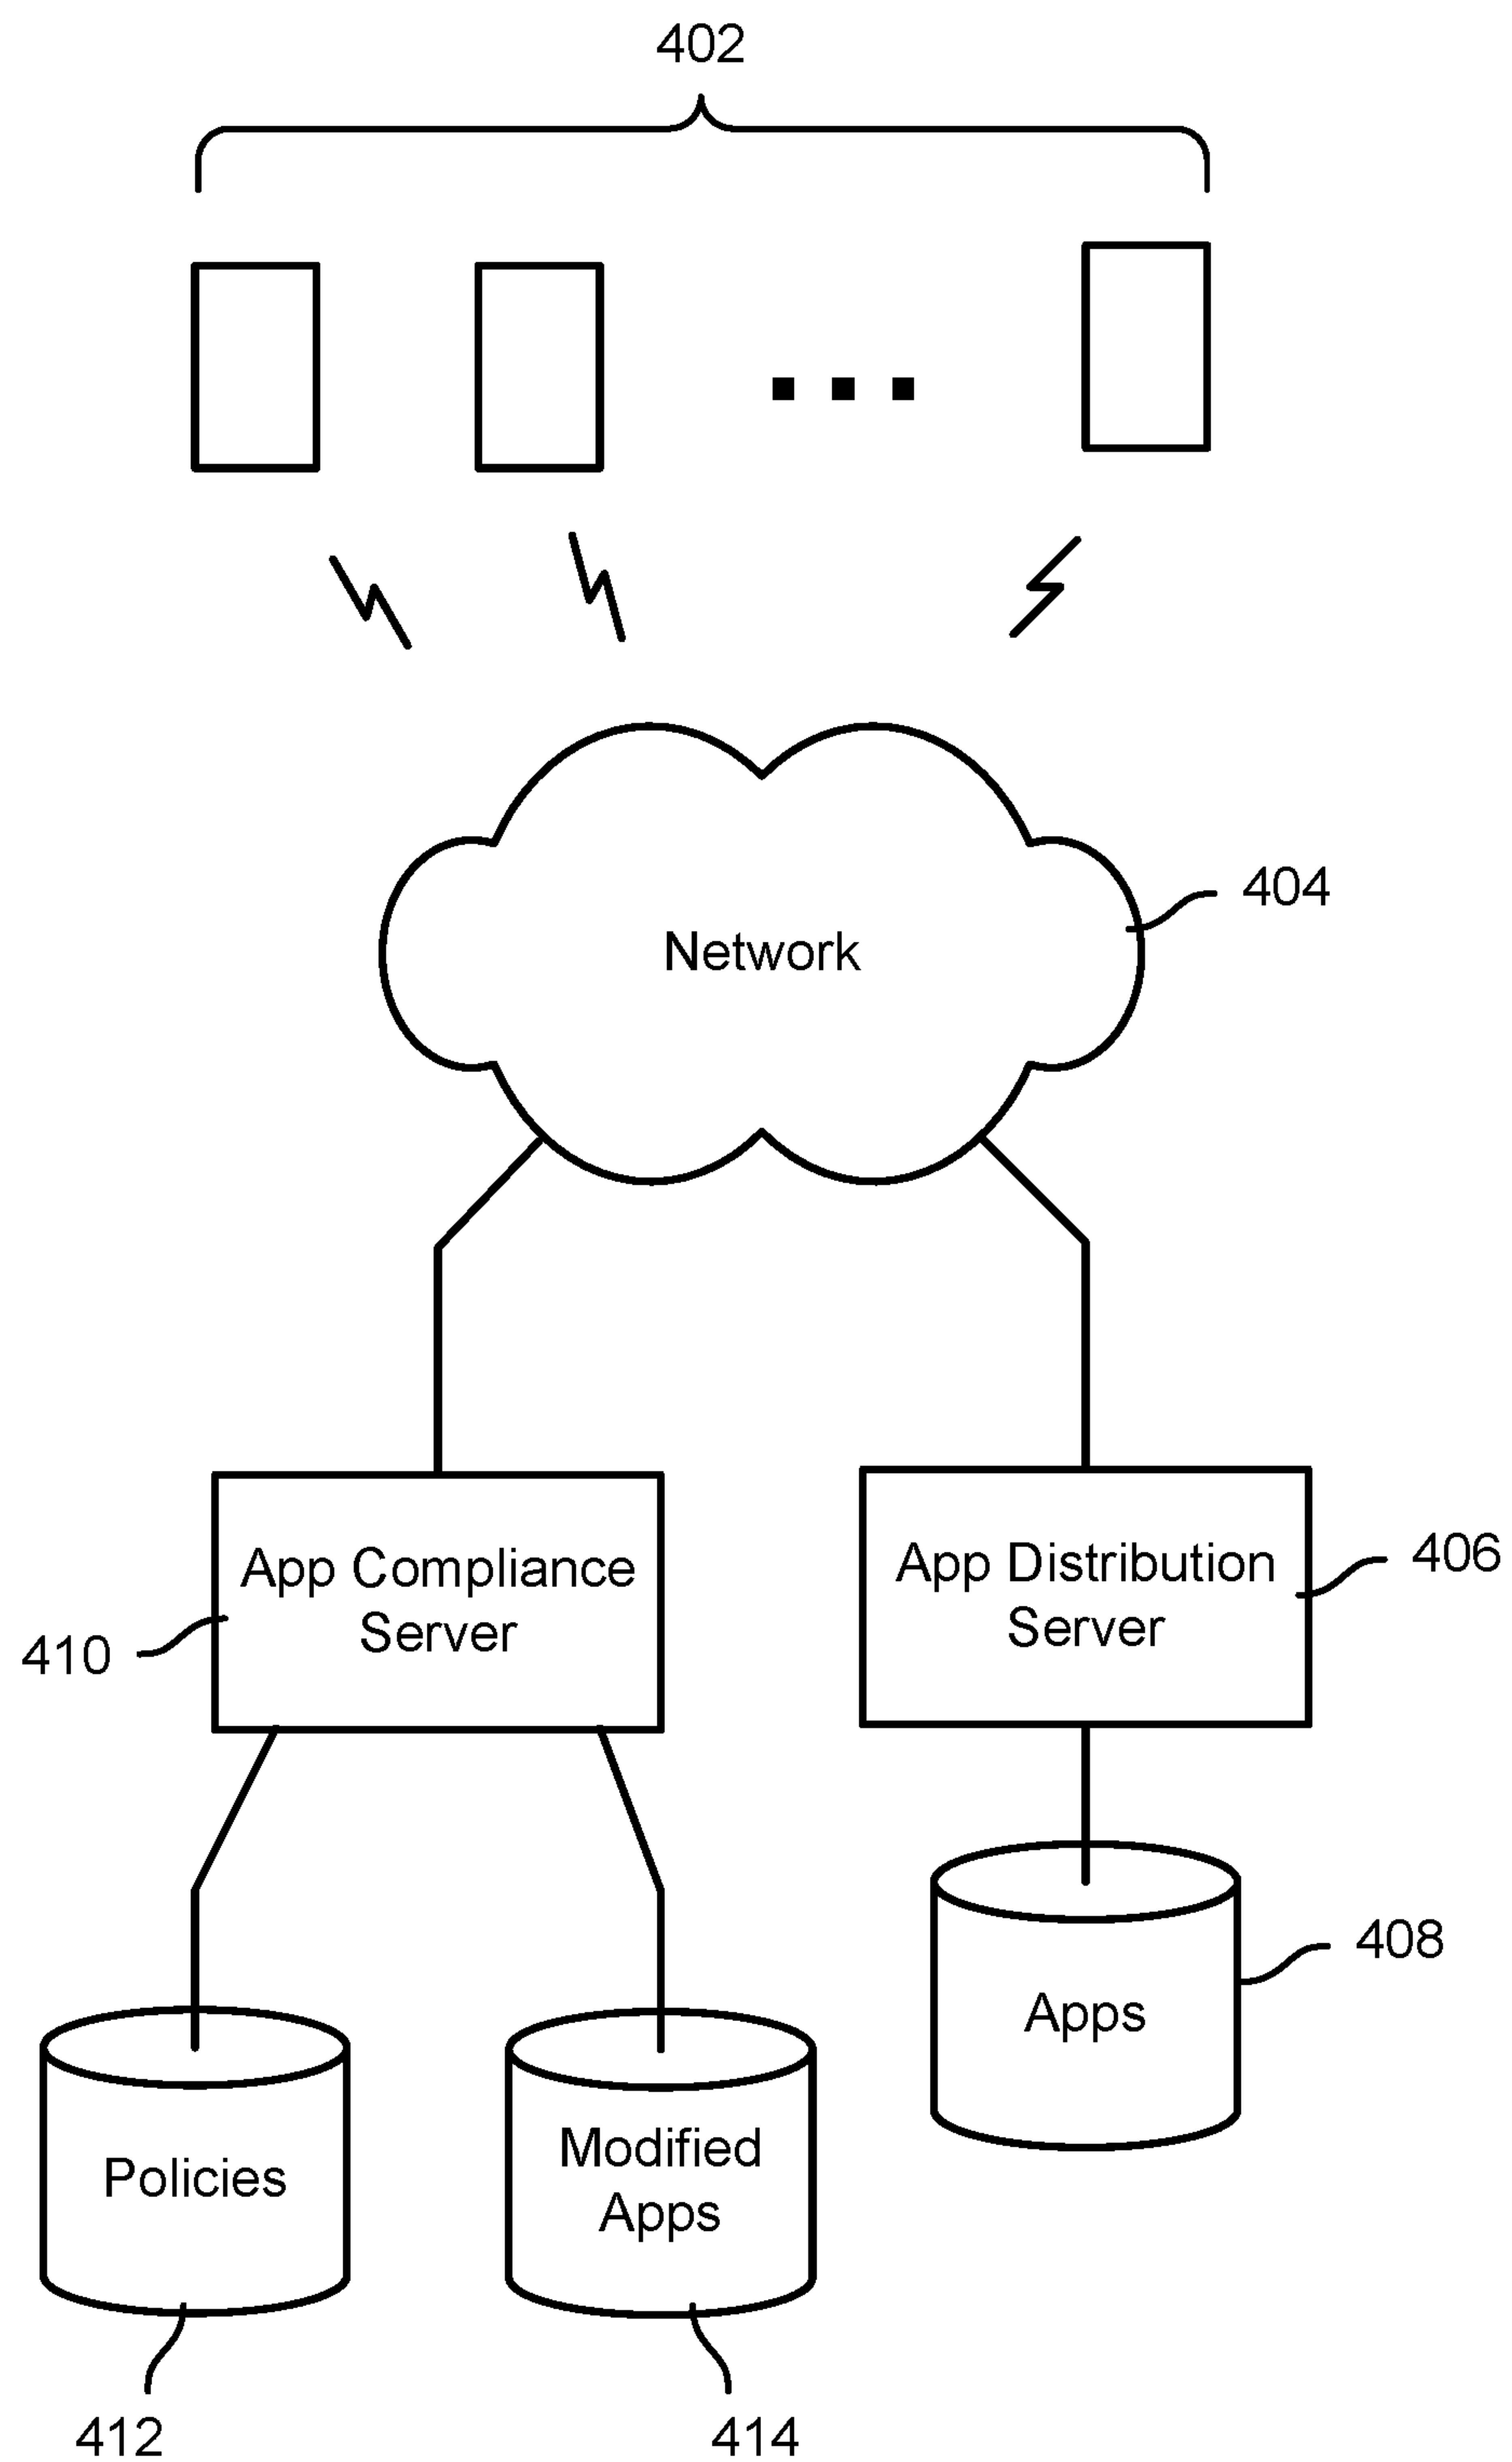 402
404
Network
App Compliance
Server
410
App Distribution
Server
406
408
Apps
Policies
Modified
Apps
412
414